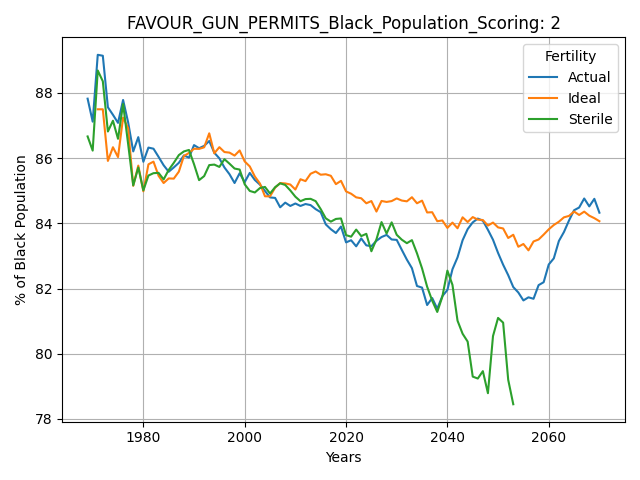 FAVOUR_GUN_PERMITS_Black_Population_Scoring: 2
Fertility
Actual
Ideal
Sterile
% of Black Population
88
86
84
82
80
78
1980
2000
2020
2040
2060
Years